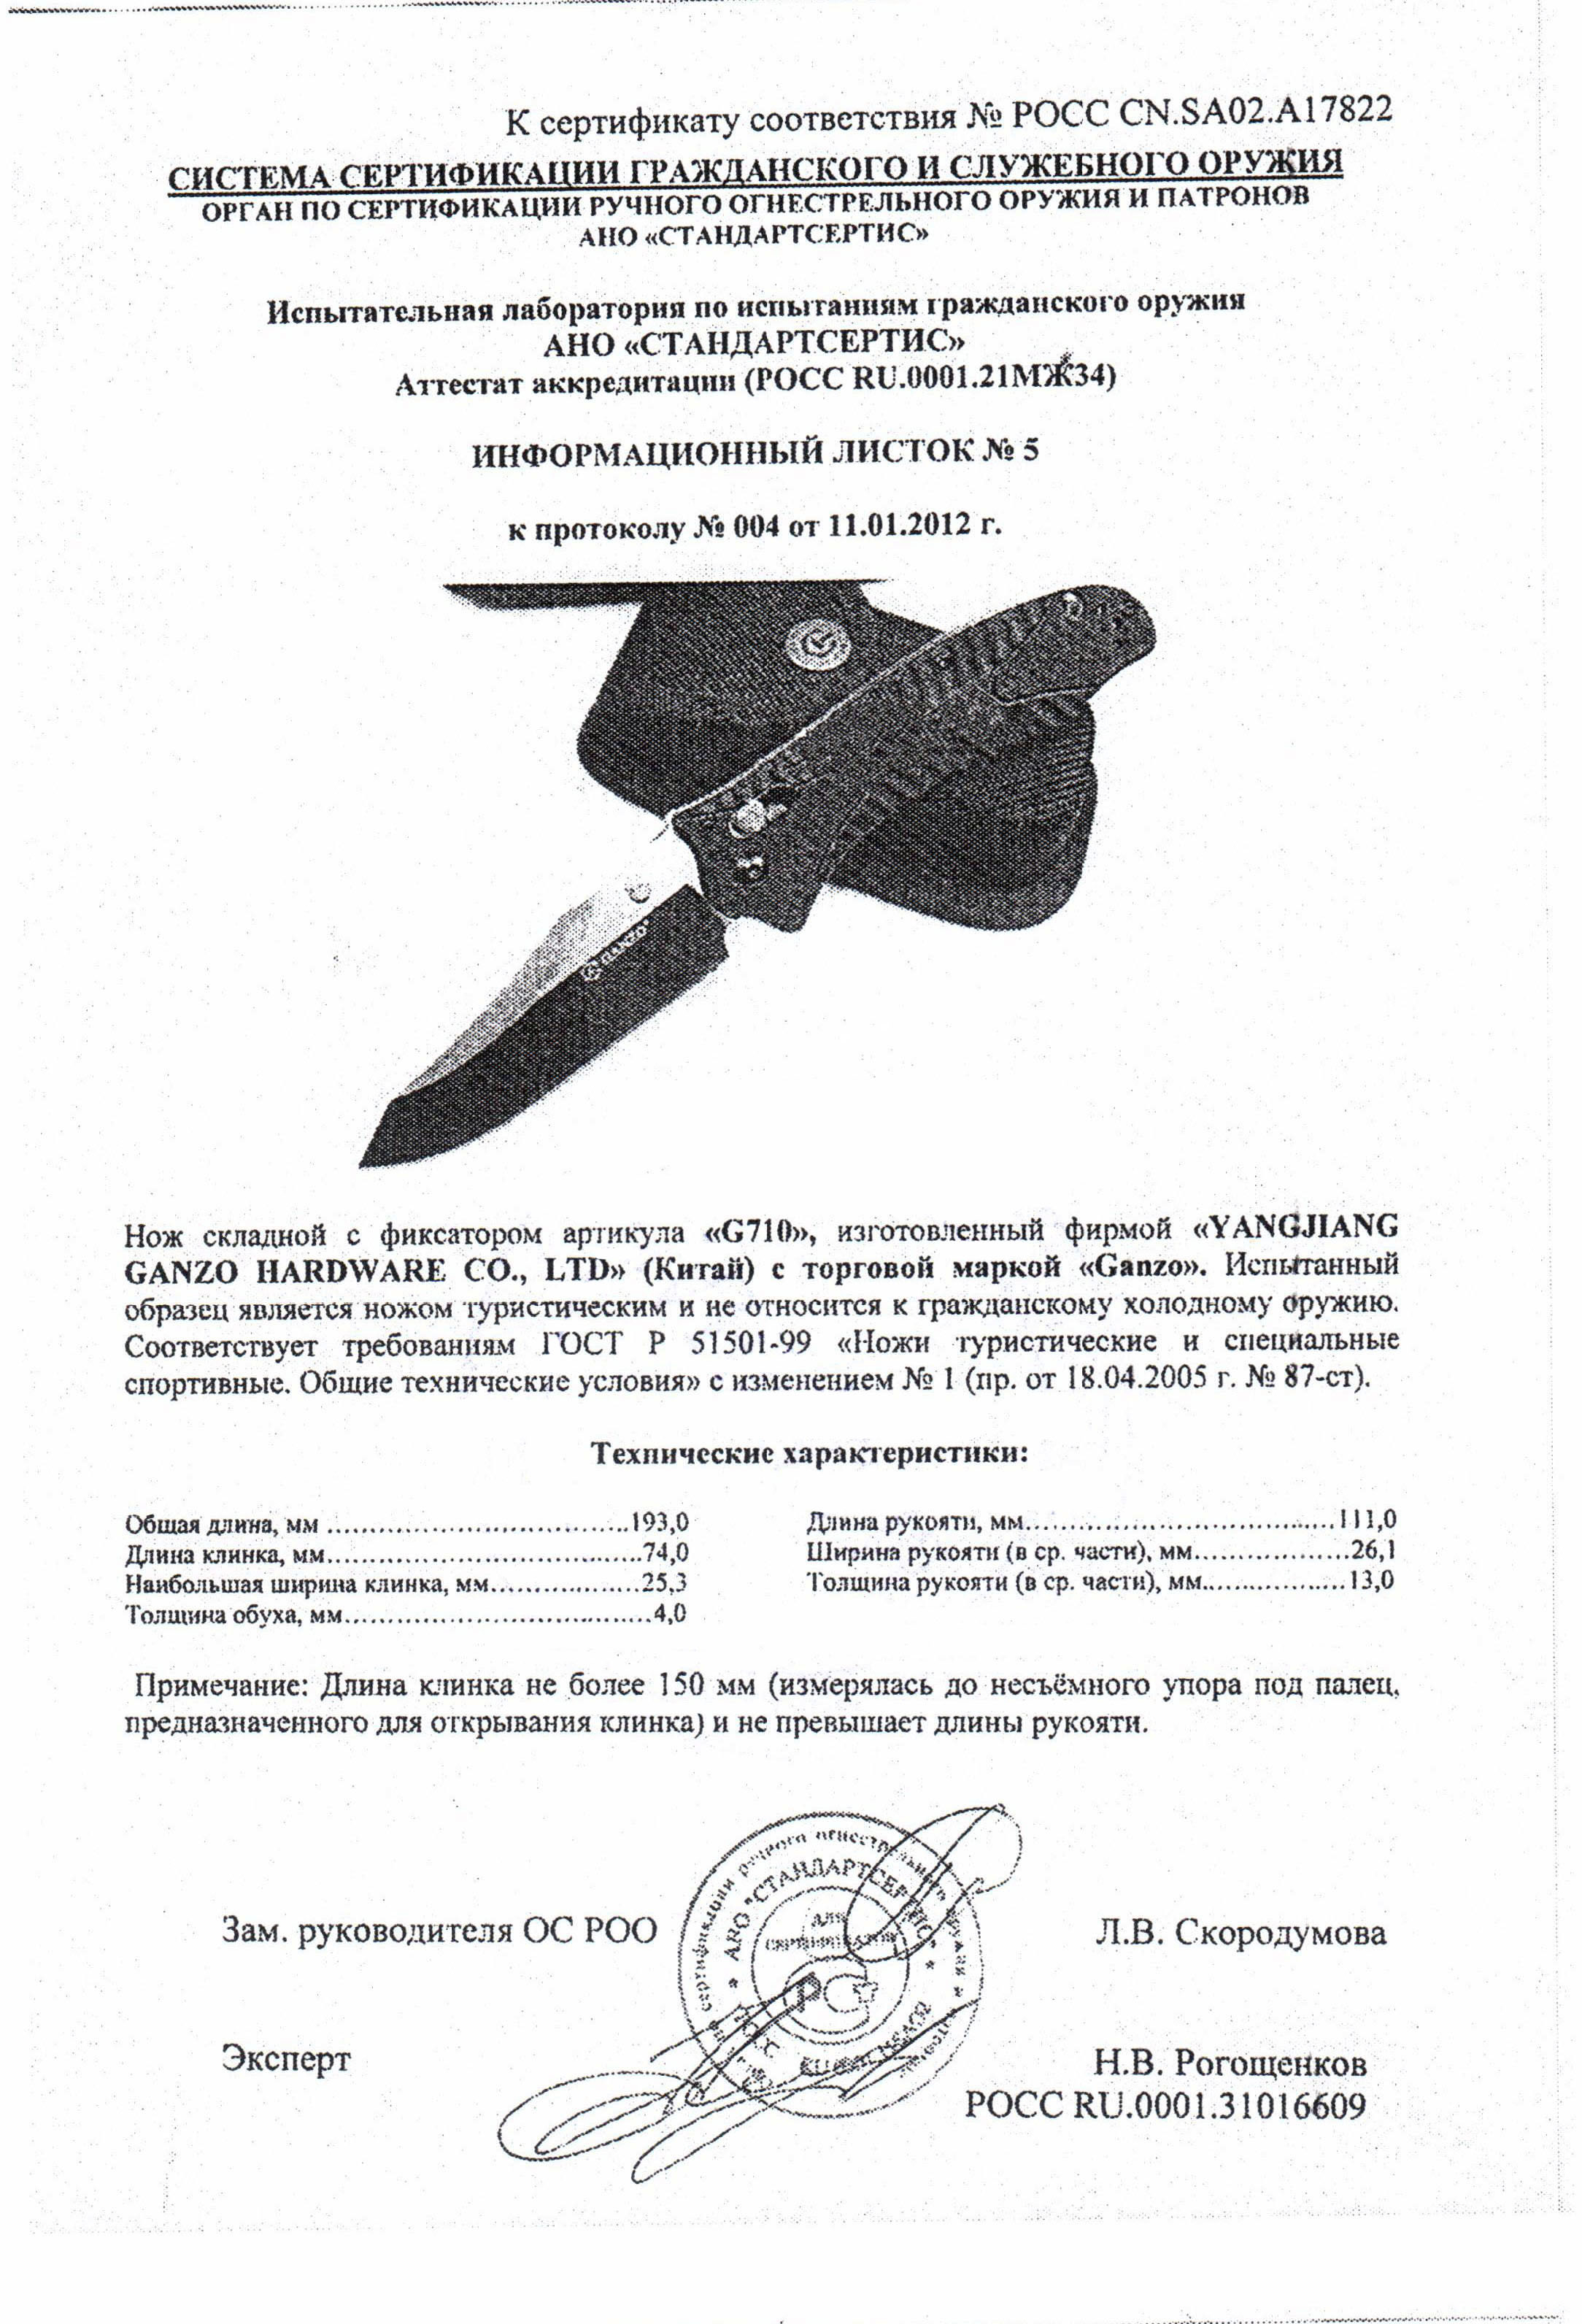 К сертификату соответствия № РОСС CN.SA02.A17822
СИСТЕМА СЕРТИФИКАЦИИ ГРАЖДАНСКОГО И СЛУЖЕБНОГО ОРУЖИЯ
ОРГАН ПО СЕРТИФИКАЦИИ РУЧНОГО ОГНЕСТРЕЛЬНОГО ОРУЖИЯ И ПАТРОНОВ
АНО «СТАНДАРТСЕРТИС»
Испытательная лаборатория по испытаниям гражданского оружия
АНО «СТАНДАРТСЕРТИС»
Аттестат аккредитации (РОСС RU.0001.21МЖ34)
ИНФОРМАЦИОННЫЙ ЛИСТОК № 5
к протоколу № 004 от 11.01.2012 г.
GANZO
Нож складной с фиксатором артикула «G710», изготовленный фирмой «YANGJIANG
GANZO HARDWARE CO., LTD» (Китай) с торговой маркой «Ganzo». Испытанный
образец является ножом туристическим и не относится к гражданскому холодному оружию.
Соответствует требованиям ГОСТ Р 51501-99 «Ножи туристические и специальные
спортивные. Общие технические условия» с изменением № 1 (пр. от 18.04.2005 г. № 87-ст).
Технические характеристики:
Общая длина, мм ....................................193,0
Длина клинка, мм......................................74,0
Наибольшая ширина клинка, мм..................25,3
Толщина обуха, мм.....................................4,0
Длина рукояти, мм.....................................111,0
Ширина рукояти (в ср. части), мм...................26,1
Толщина рукояти (в ср. части), мм..................13,0
Примечание: Длина клинка не более 150 мм (измерялась до несъёмного упора под палец,
предназначенного для открывания клинка) и не превышает длины рукояти.
Зам. руководителя ОС РОО
Л.В. Скородумова
сертификации ручного огнестрельного
АНО "СТАНДАРТСЕРТИС"
Эксперт
Н.В. Рогощенков
РОСС RU.0001.31016609